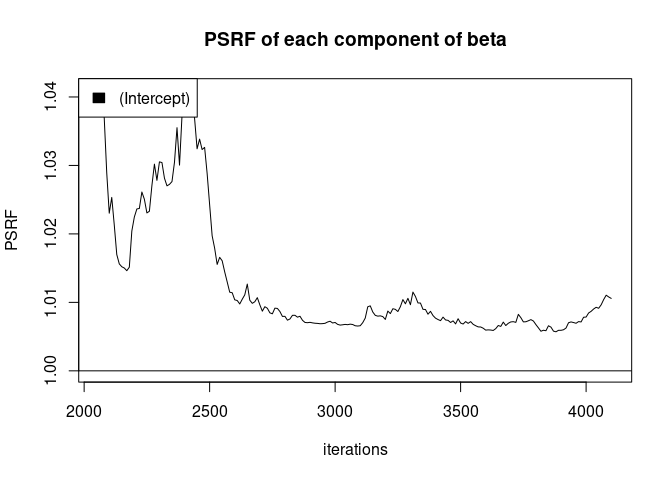 PSRF of each component of beta
(Intercept)
1.04
1.03
1.02
1.01
1.00
PSRF
2000 2500 3000 3500 4000
iterations